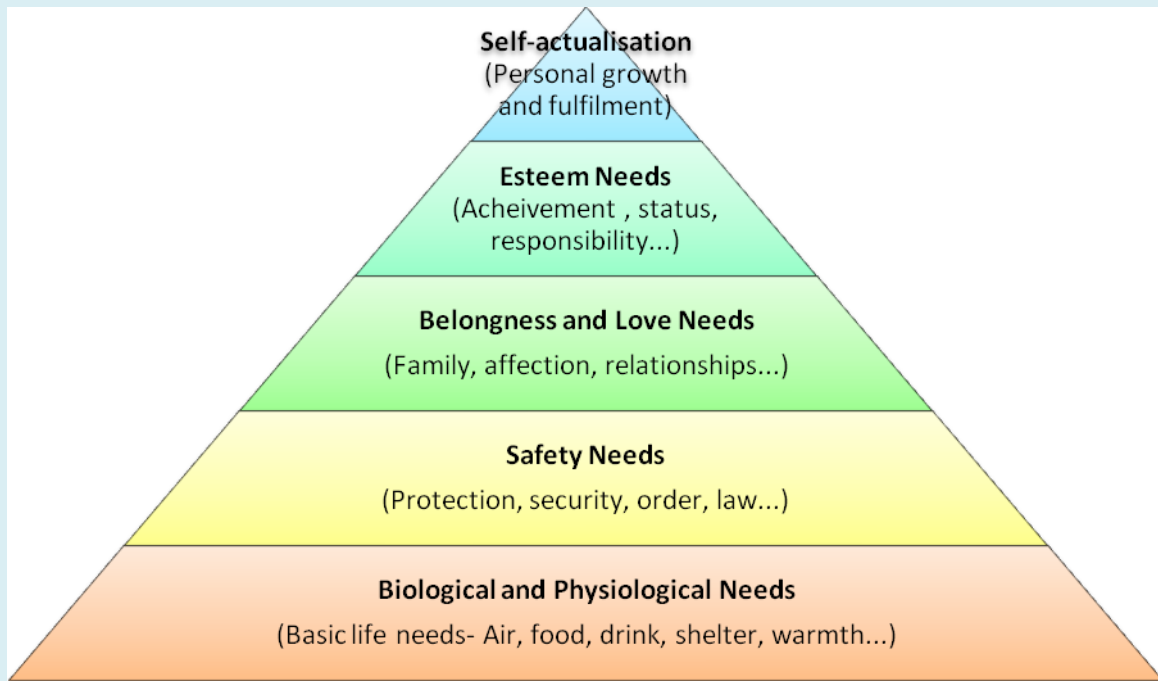 Self-actualisation
(Personal growth
and fulfilment)
Esteem Needs
(Acheivement , status,
responsibility...)
Belongness and Love Needs
(Family, affection, relationships...)
Safety Needs
(Protection, security, order, law...)
Biological and Physiological Needs
(Basic life needs- Air, food, drink, shelter, warmth...)